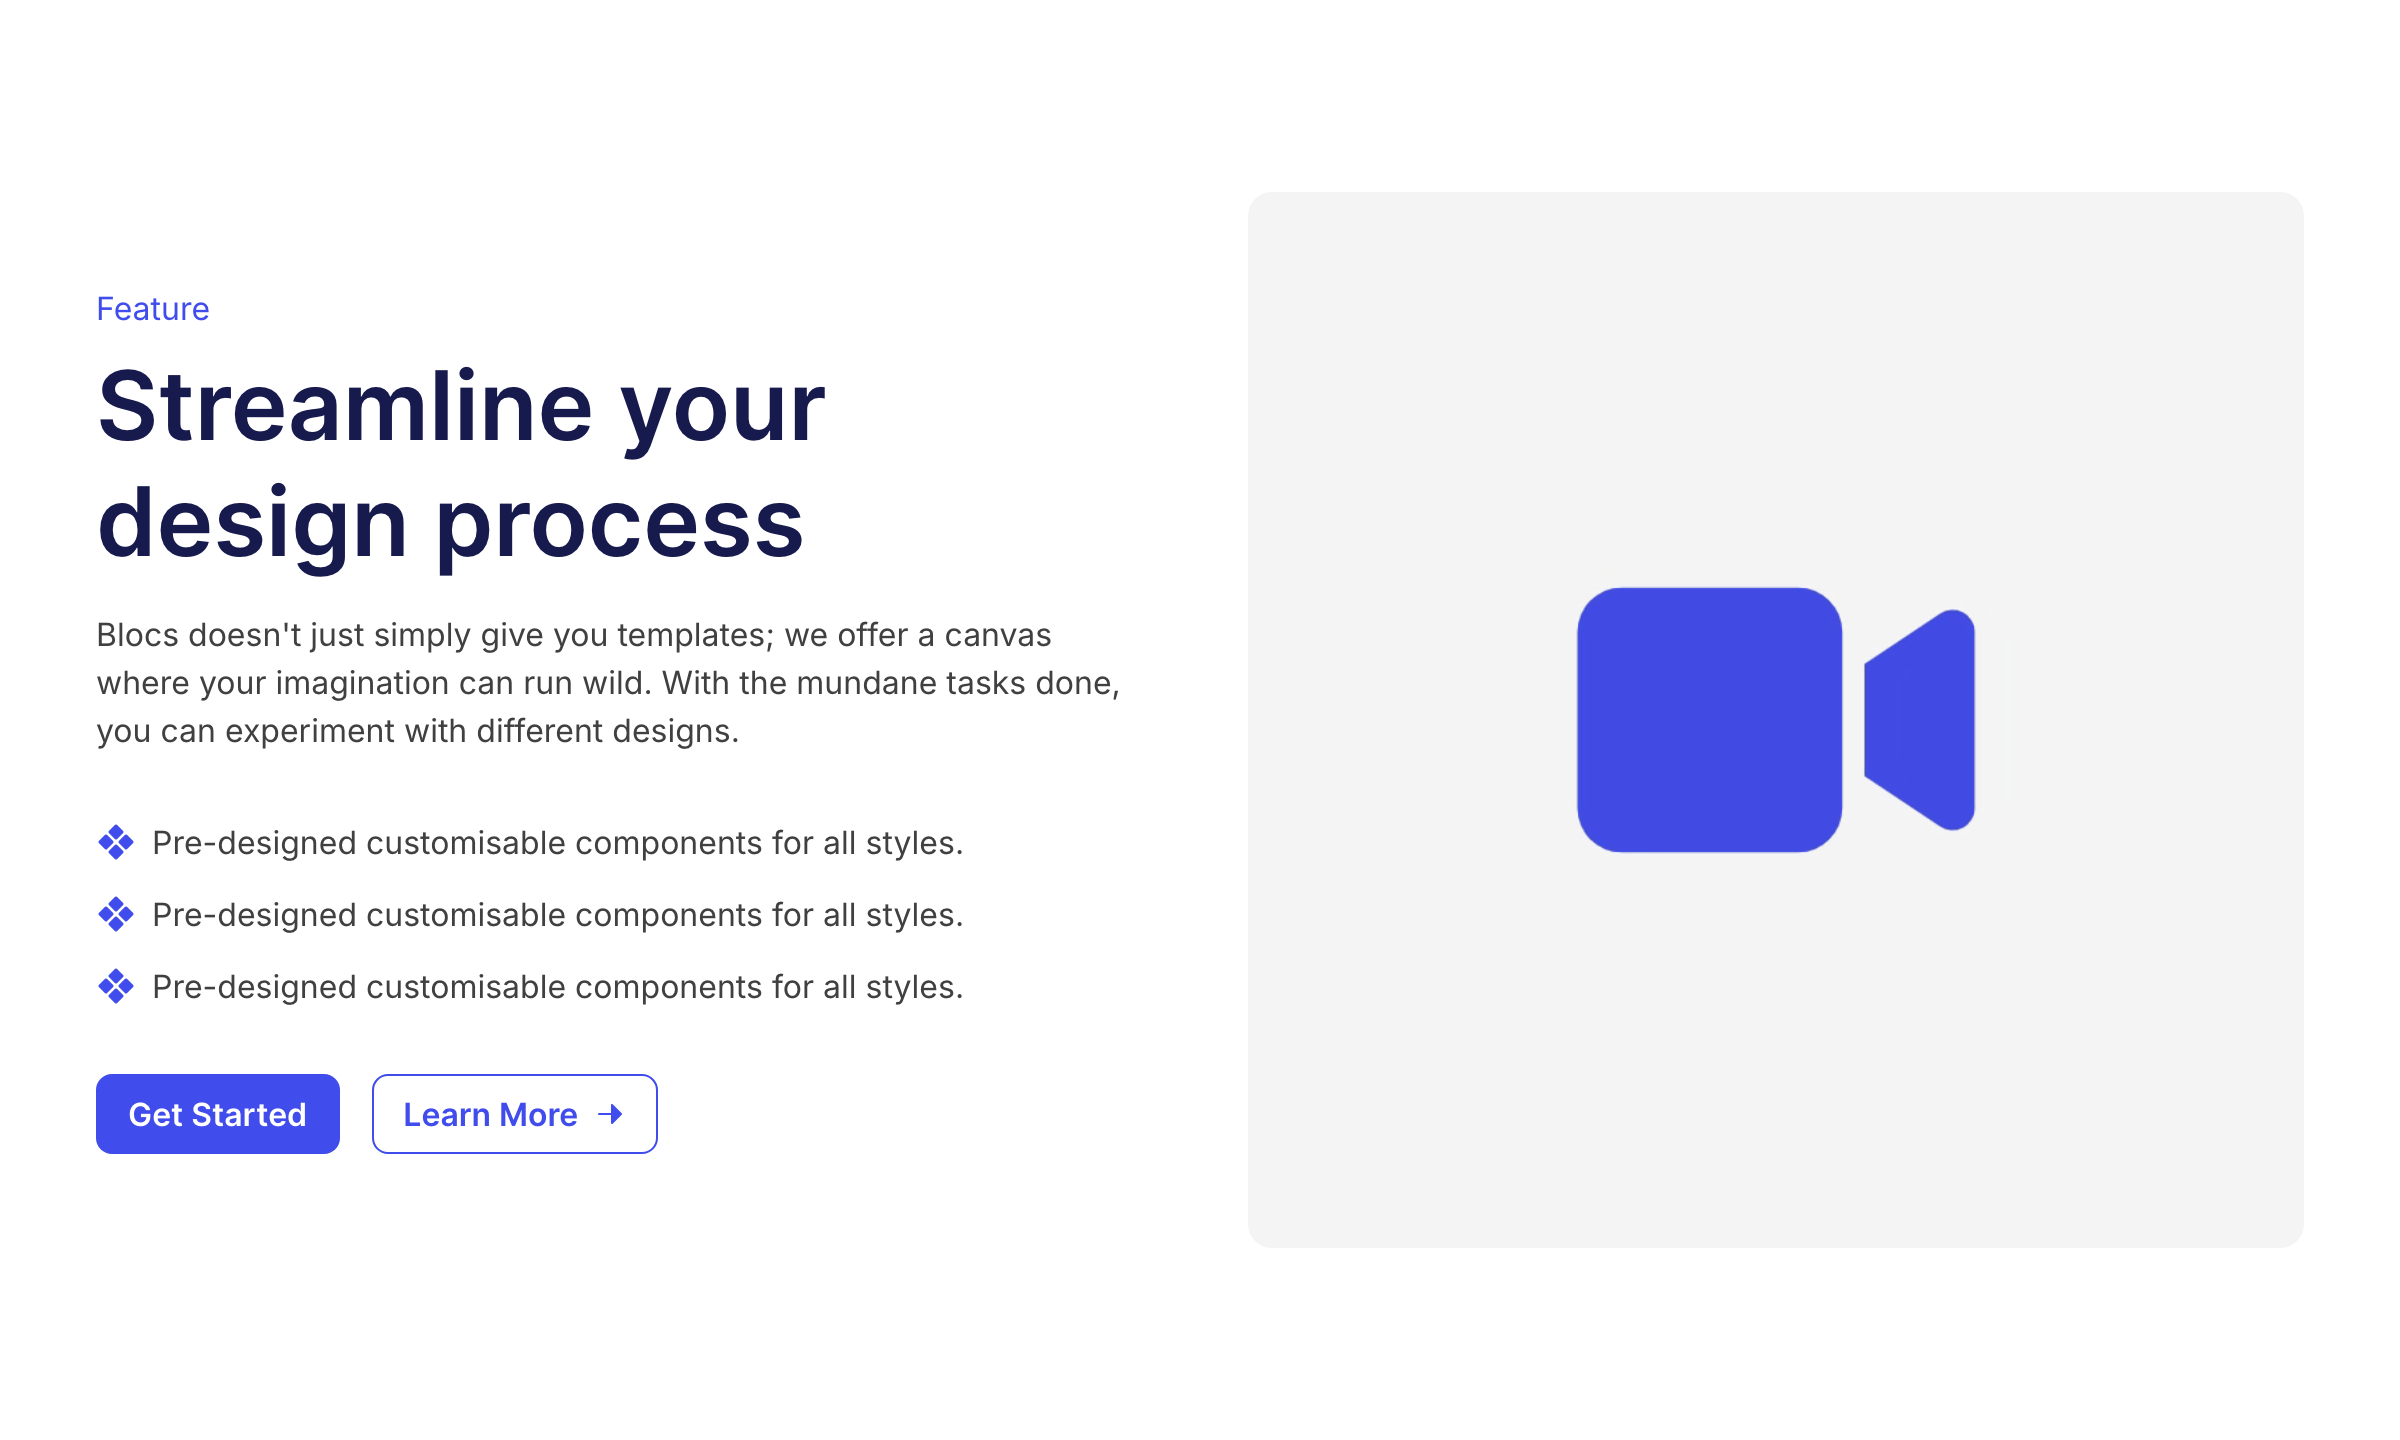 Feature
Streamline your
design process
Blocs doesn't just simply give you templates; we offer a canvas
where your imagination can run wild. With the mundane tasks done,
you can experiment with different designs.
Pre-designed customisable components for all styles.
Pre-designed customisable components for all styles.
Pre-designed customisable components for all styles.
Get Started
Learn More